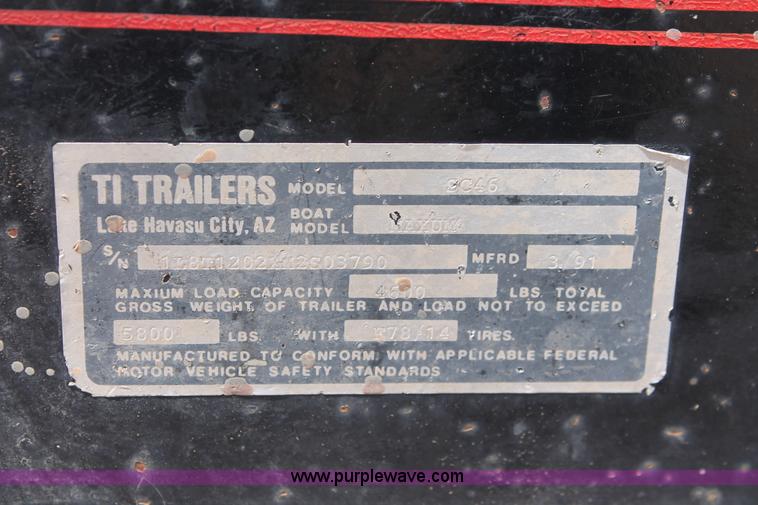 TI TRAILERS MODEL
Lake Havasu City, AZ BOAT MODEL
S/N MFRD 3.91
MAXIUM LOAD CAPACITY 4600 LBS. TOTAL
GROSS WEIGHT OF TRAILER AND LOAD NOT TO EXCEED
5800 LBS. WITH TIRES.
MANUFACTURED TO CONFORM WITH APPLICABLE FEDERAL
MOTOR VEHICLE SAFETY STANDARDS
www.purplewave.com